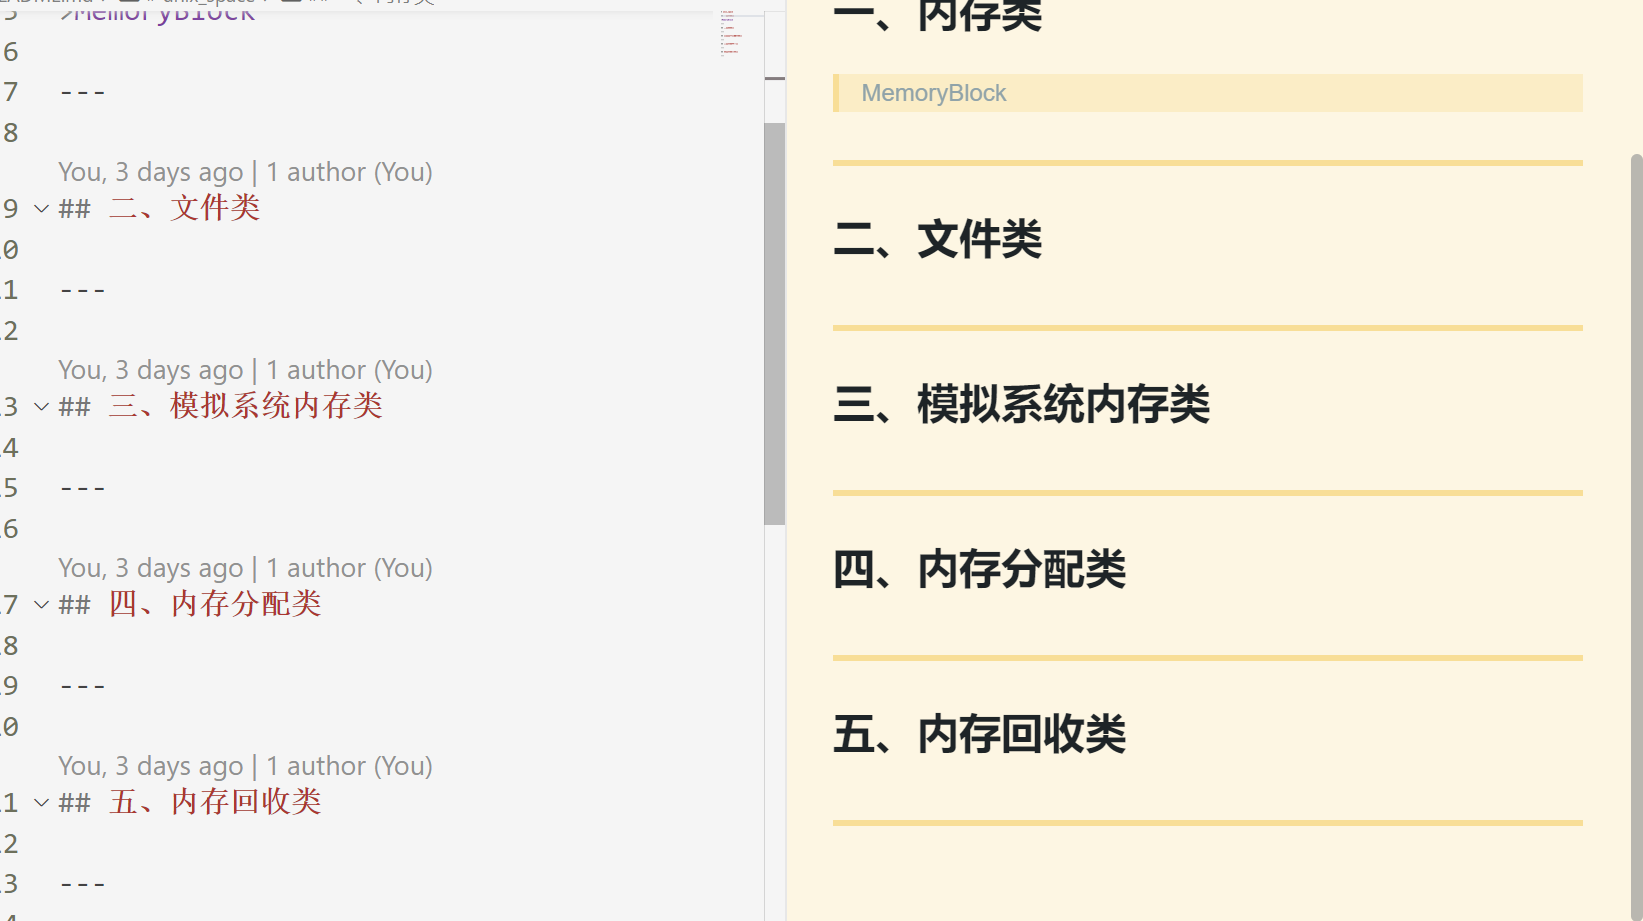 >MemoryBlock
6
7 ---
8
You, 3 days ago | 1 author (You)
9 ## 二、文件类
0
1 ---
2
You, 3 days ago | 1 author (You)
3 ## 三、模拟系统内存类
4
5 ---
6
You, 3 days ago | 1 author (You)
7 ## 四、内存分配类
8
9 ---
0
You, 3 days ago | 1 author (You)
1 ## 五、内存回收类
2
3 ---
一、内存类
MemoryBlock
二、文件类
三、模拟系统内存类
四、内存分配类
五、内存回收类